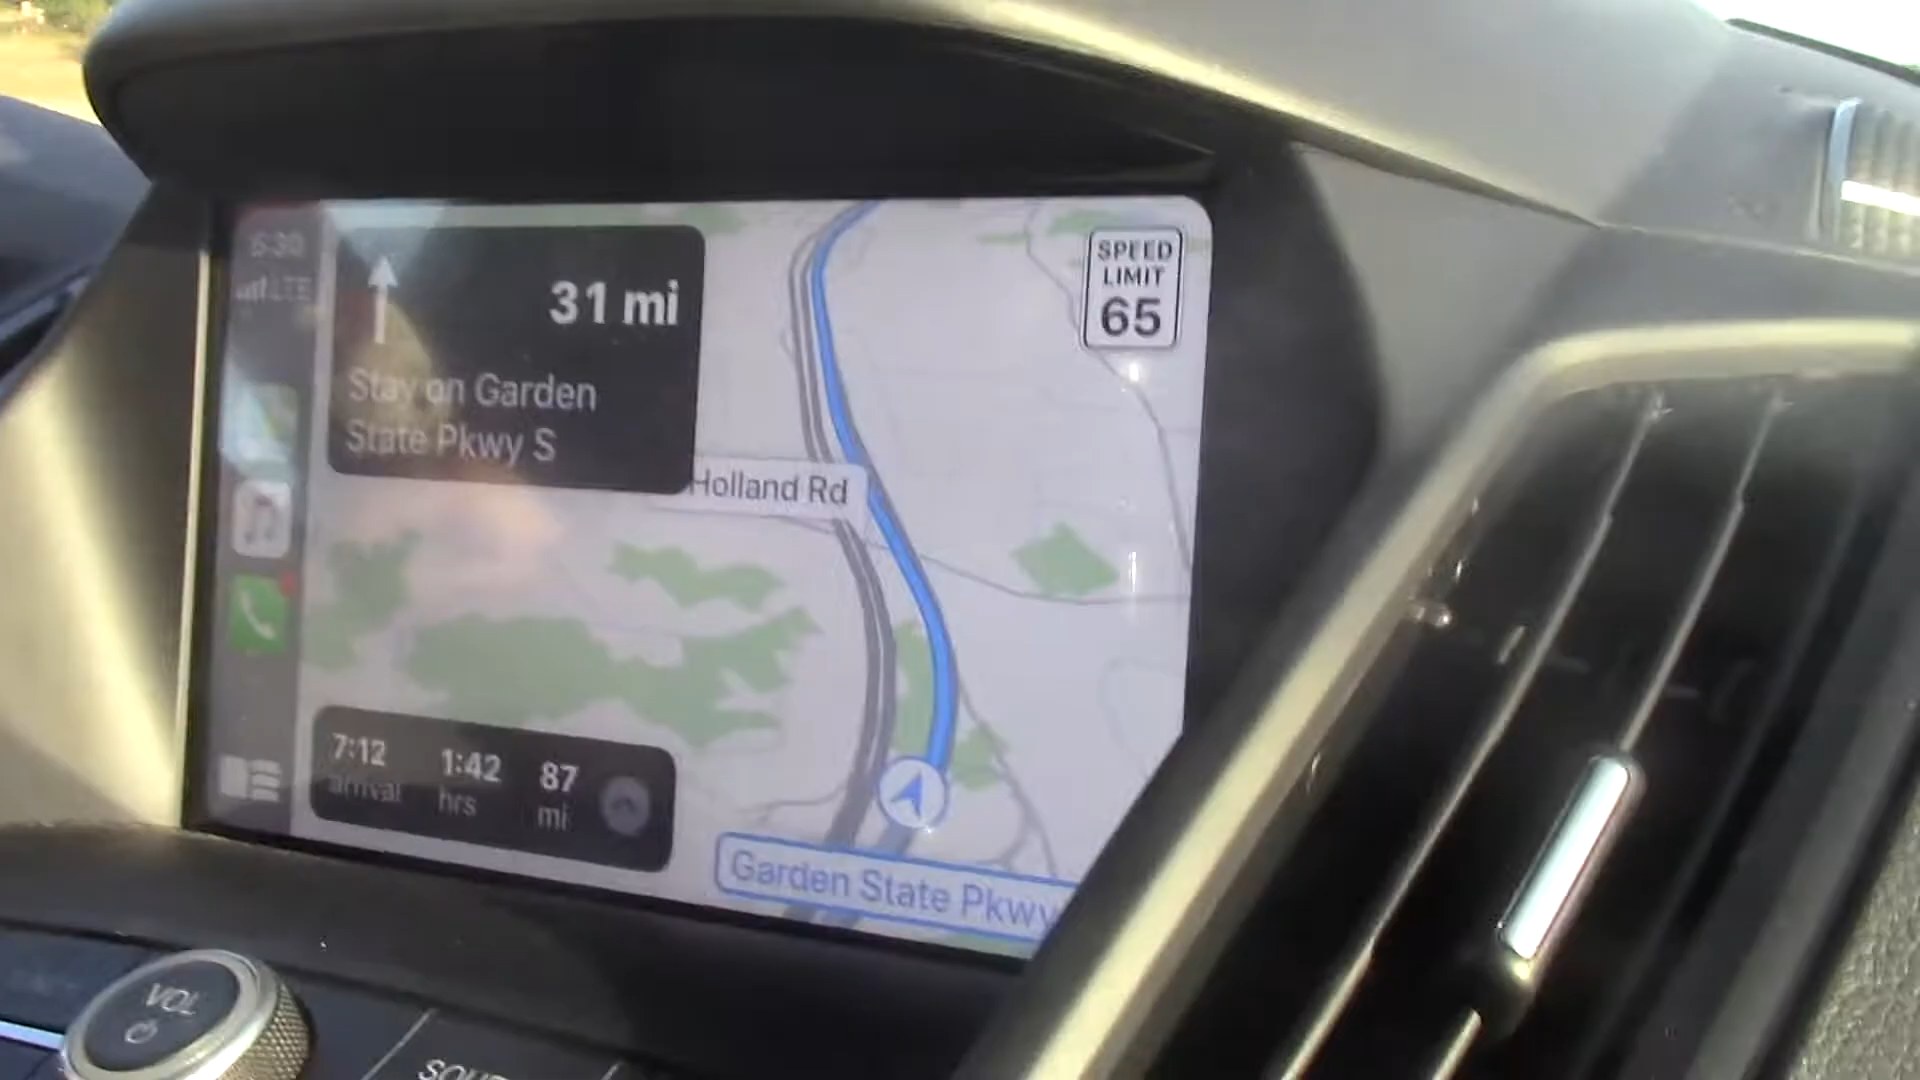 5:30
LTE
31 mi
Stay on Garden
State Pkwy S
SPEED
LIMIT
65
Holland Rd
7:12 1:42 87
arrival hrs mi
Garden State Pkwy
VOL